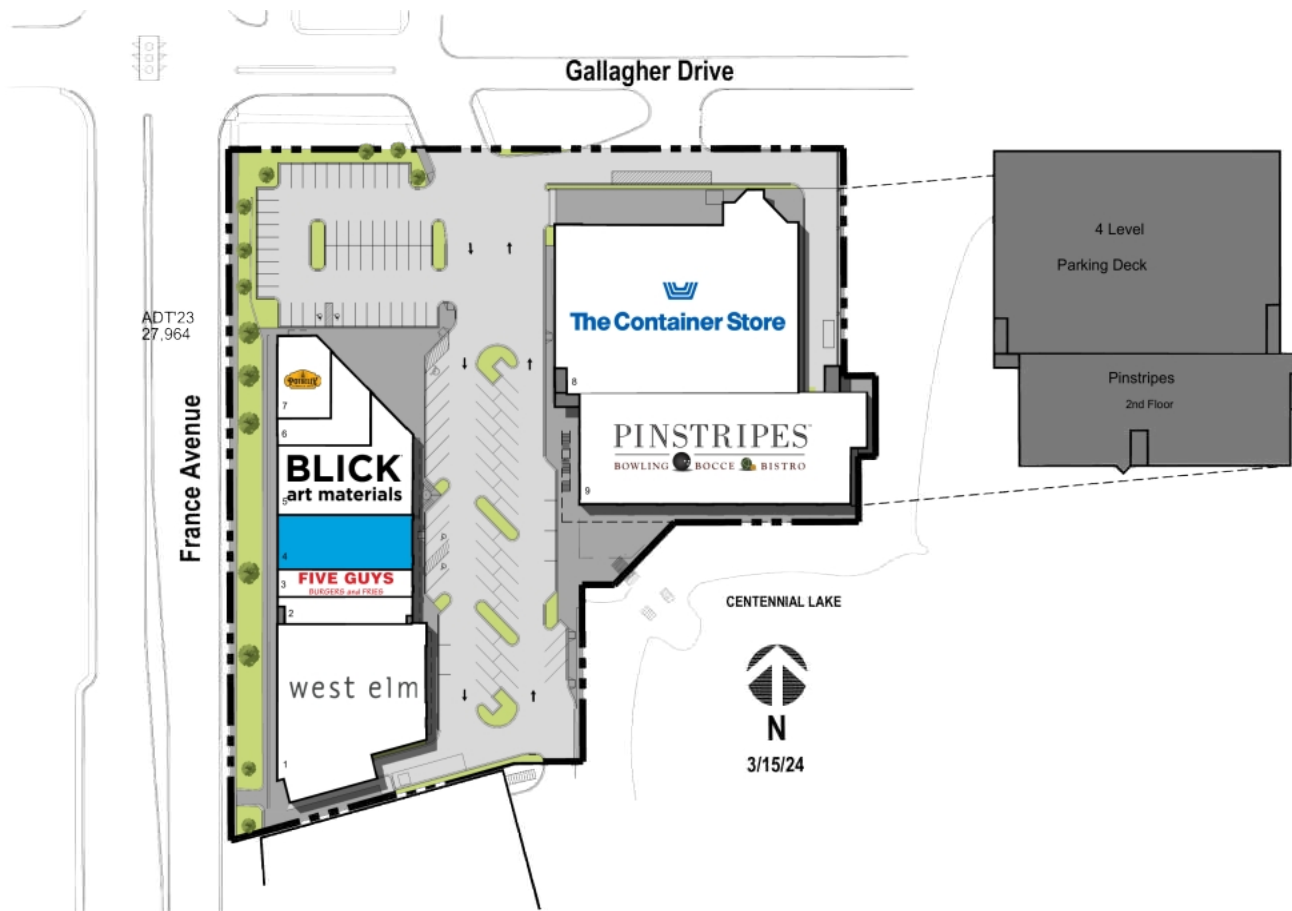 Gallagher Drive
4 Level
Parking Deck
Pinstripes
2nd Floor
ADT'23
27,964
France Avenue
The Container Store
8
PINSTRIPES
BOWLING BOCCE BISTRO
9
POTBELLY
7
6
BLICK
art materials
5
4
3
FIVE GUYS
BURGERS and FRIES
2
west elm
1
CENTENNIAL LAKE
N
3/15/24